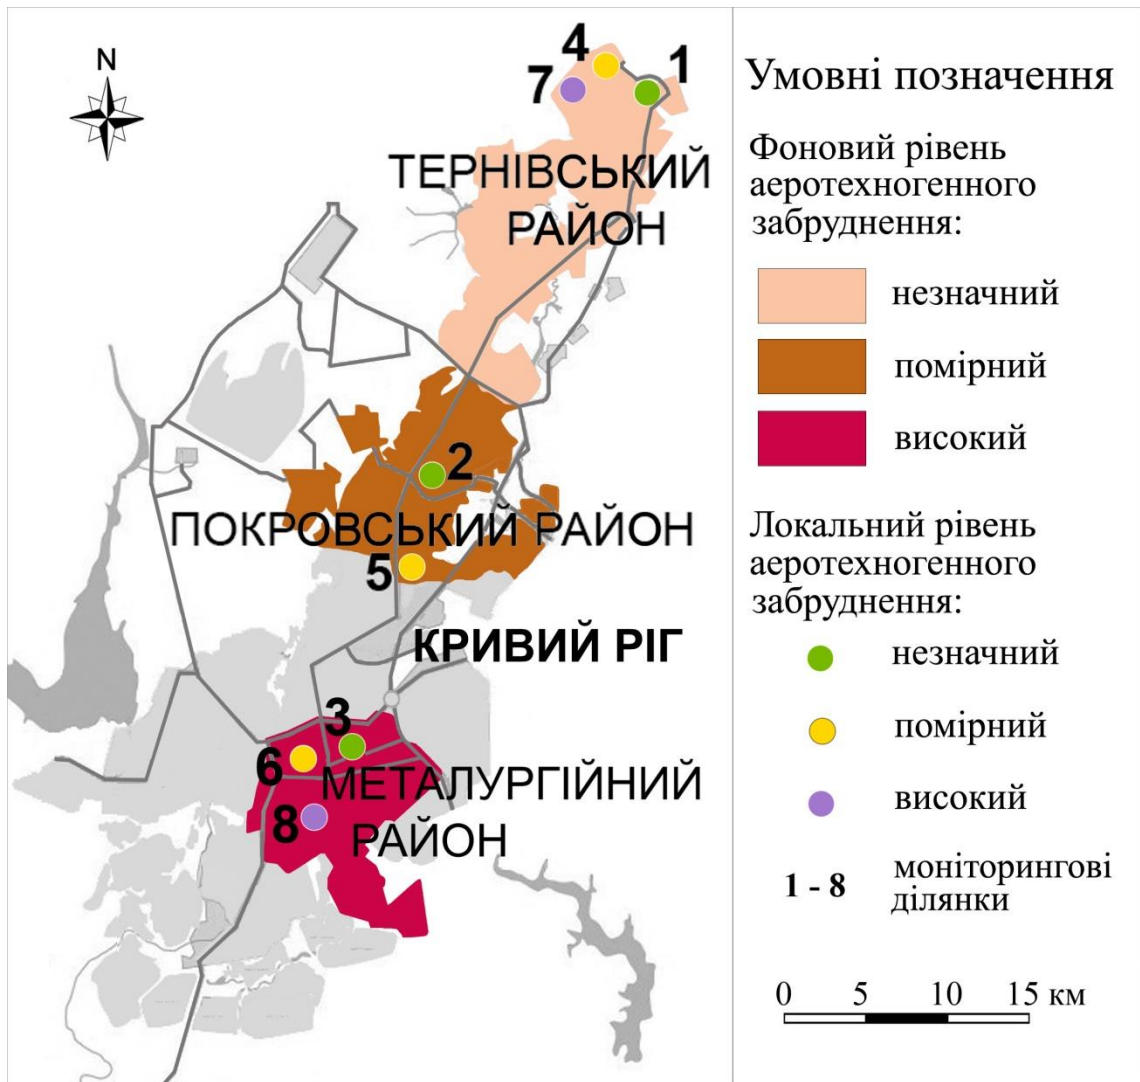 N
4
1
7
ТЕРНІВСЬКИЙ
РАЙОН
2
ПОКРОВСЬКИЙ РАЙОН
5
КРИВИЙ РІГ
3
6
МЕТАЛУРГІЙНИЙ
8
РАЙОН
Умовні позначення
Фоновий рівень
аеротехногенного
забруднення:
незначний
помірний
високий
Локальний рівень
аеротехногенного
забруднення:
незначний
помірний
високий
1 - 8 моніторингові
ділянки
0 5 10 15 км